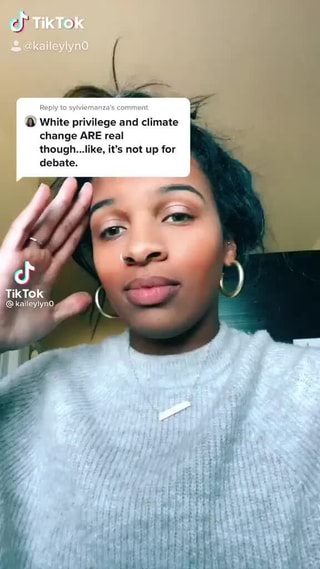 TikTok
@kaileylyn0
Reply to sylviemanza's comment
White privilege and climate
change ARE real
though...like, it's not up for
debate.
TikTok
@kaileylyn0